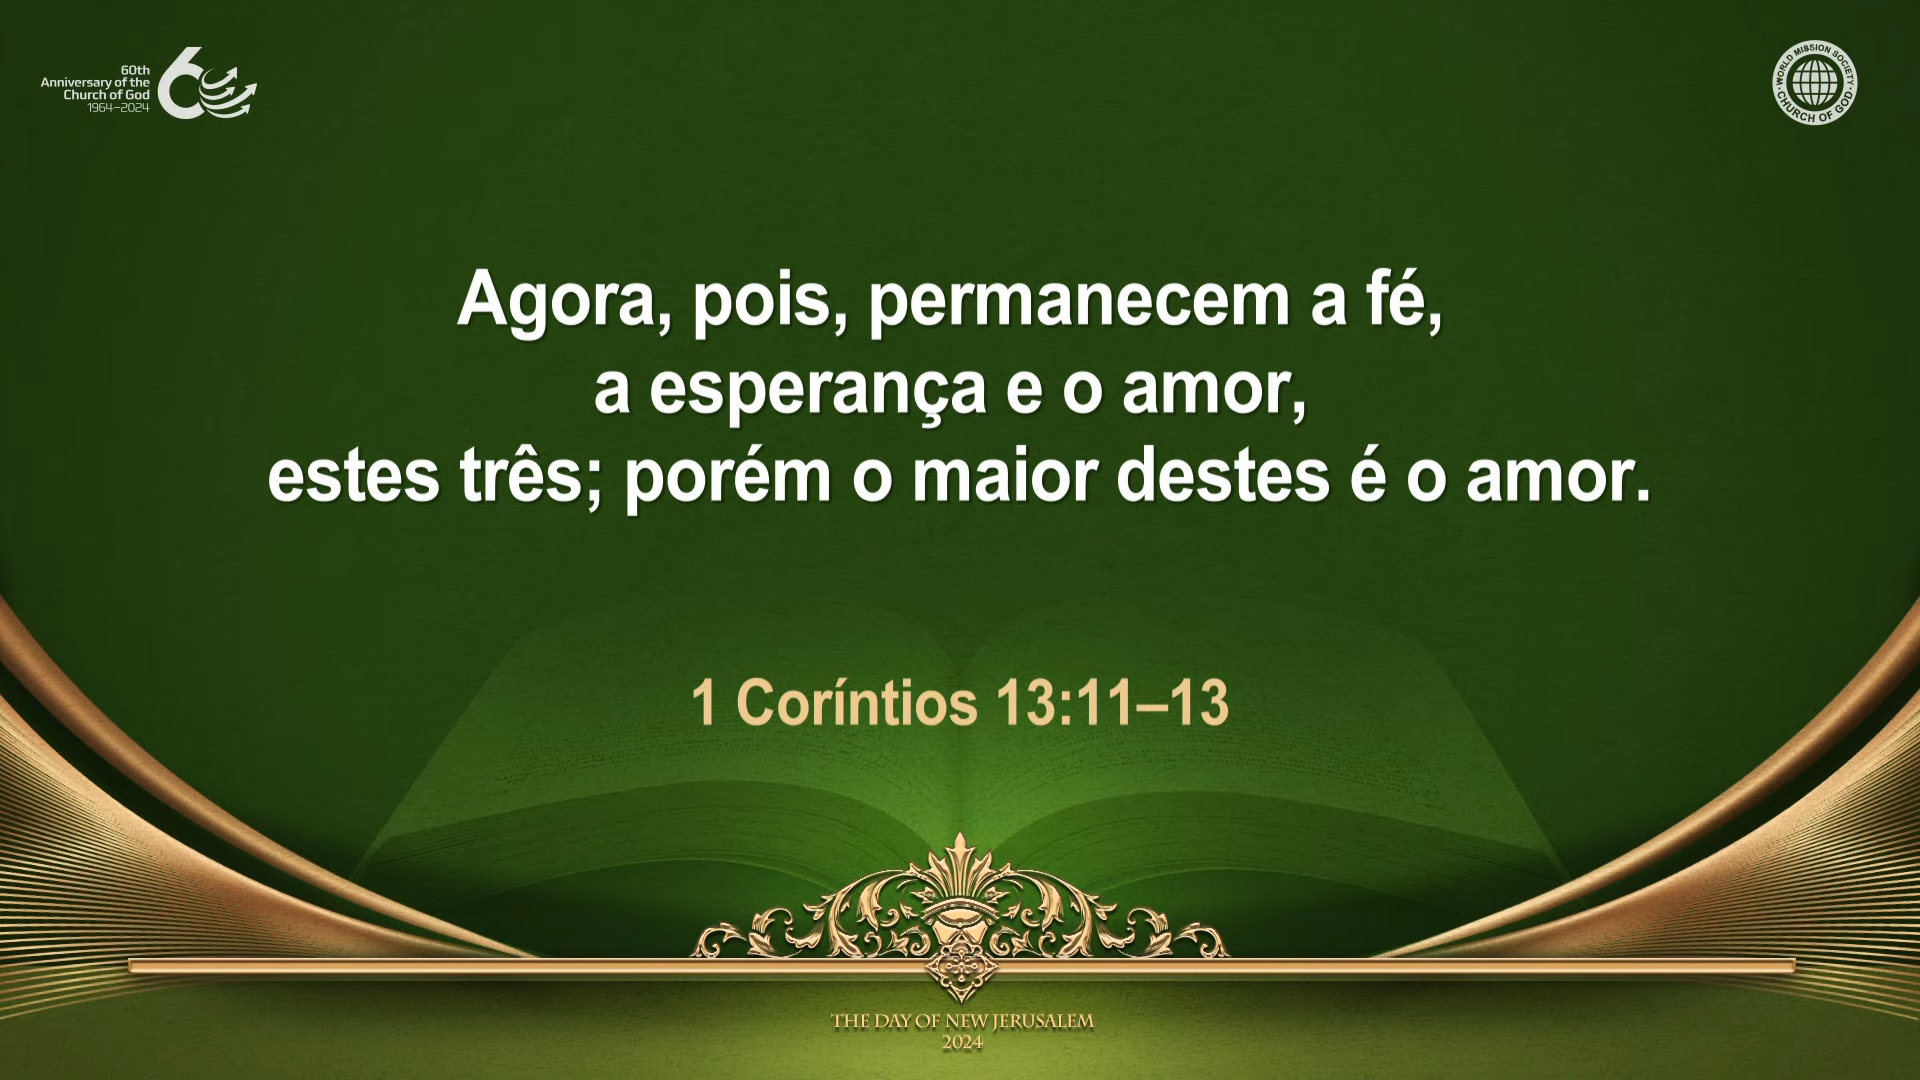 60th
Anniversary of the
Church of God
1964–2024
WORLD MISSION SOCIETY
CHURCH OF GOD
Agora, pois, permanecem a fé,
a esperança e o amor,
estes três; porém o maior destes é o amor.
1 Coríntios 13:11–13
THE DAY OF NEW JERUSALEM
2024